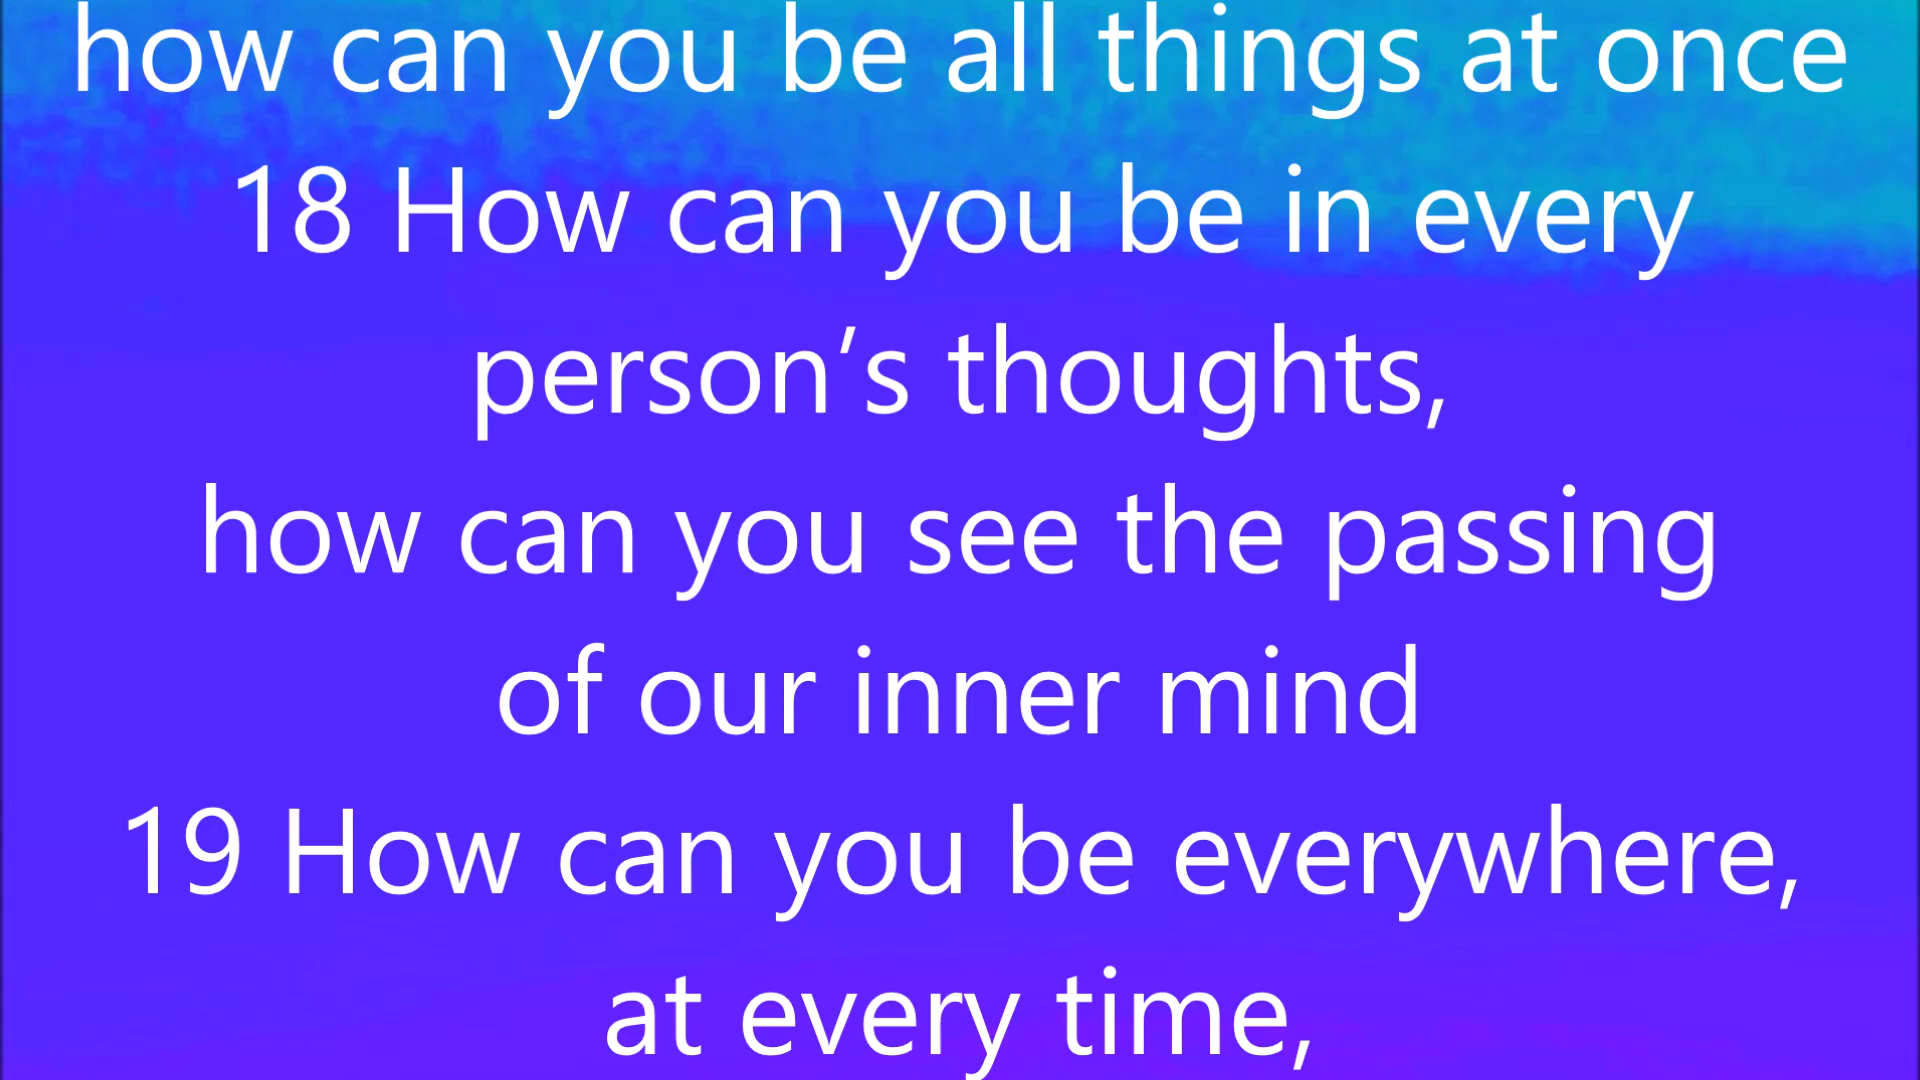 how can you be all things at once
18 How can you be in every
person’s thoughts,
how can you see the passing
of our inner mind
19 How can you be everywhere,
at every time,